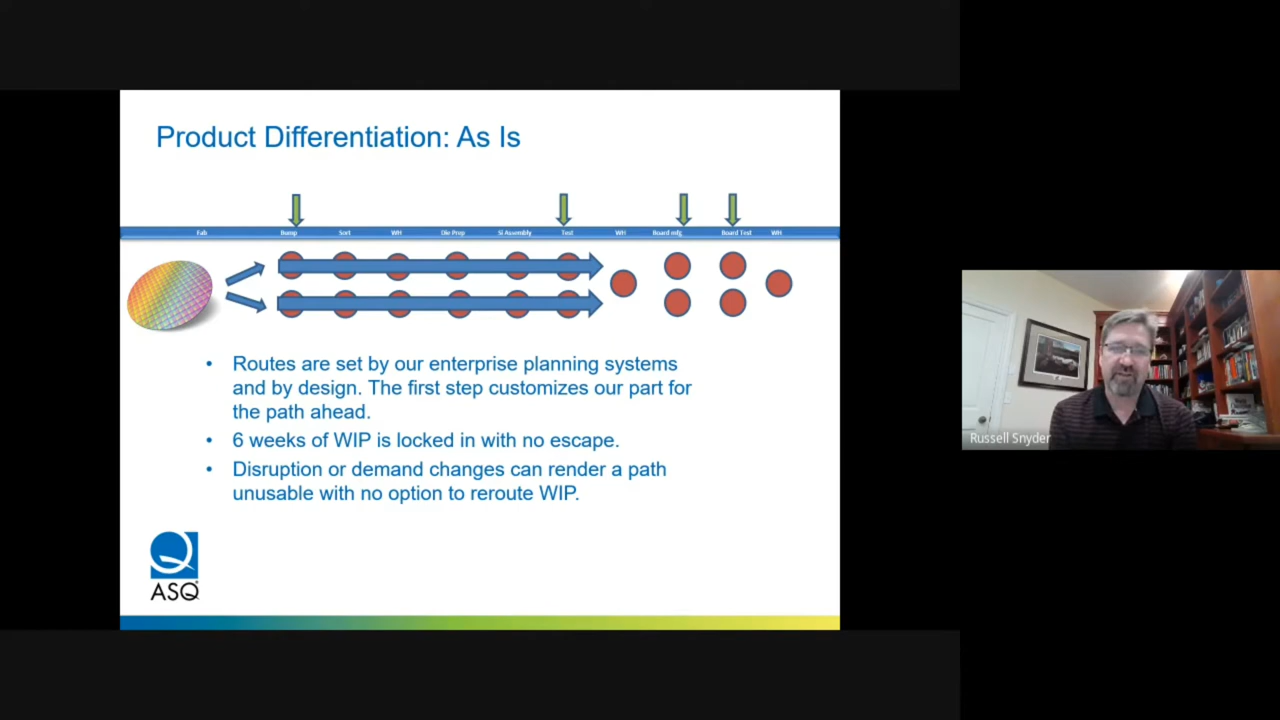 Product Differentiation: As Is
Fab Bump Sort WH Die Prep Si Assembly Test WH Board mfg Board Test WH
• Routes are set by our enterprise planning systems
and by design. The first step customizes our part for
the path ahead.
• 6 weeks of WIP is locked in with no escape.
• Disruption or demand changes can render a path
unusable with no option to reroute WIP.
ASQ
Russell Snyder